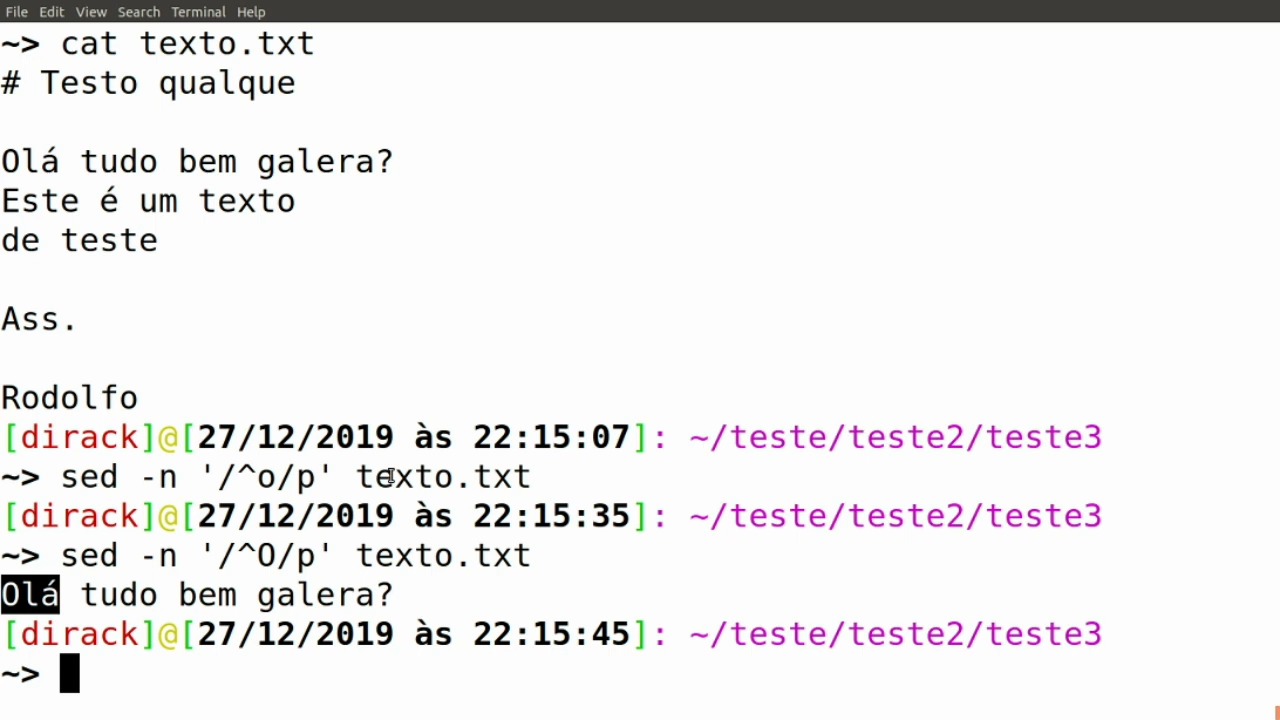 File Edit View Search Terminal Help
~> cat texto.txt
# Testo qualque
Olá tudo bem galera?
Este é um texto
de teste
Ass.
Rodolfo
[dirack]@[27/12/2019 às 22:15:07]: ~/teste/teste2/teste3
~> sed -n '/^o/p' texto.txt
[dirack]@[27/12/2019 às 22:15:35]: ~/teste/teste2/teste3
~> sed -n '/^O/p' texto.txt
Olá tudo bem galera?
[dirack]@[27/12/2019 às 22:15:45]: ~/teste/teste2/teste3
~>